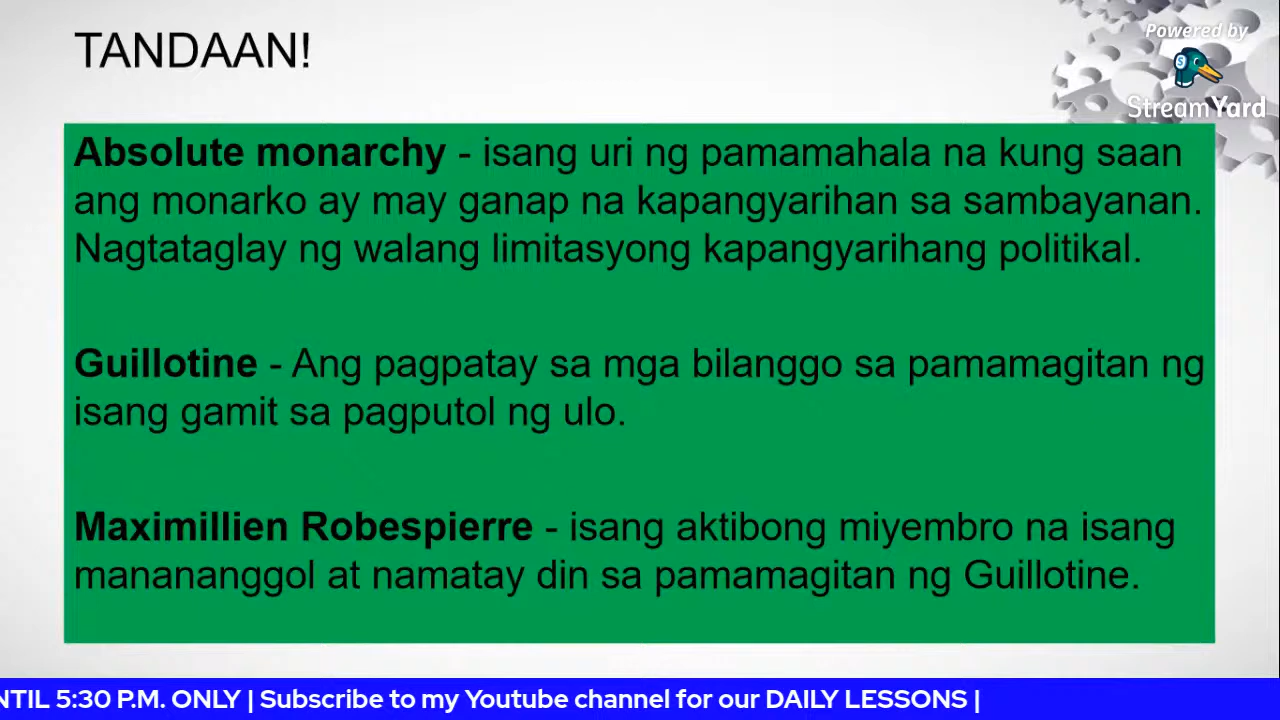 TANDAAN!
Powered by
StreamYard
Absolute monarchy - isang uri ng pamamahala na kung saan
ang monarko ay may ganap na kapangyarihan sa sambayanan.
Nagtataglay ng walang limitasyong kapangyarihang politikal.
Guillotine - Ang pagpatay sa mga bilanggo sa pamamagitan ng
isang gamit sa pagputol ng ulo.
Maximillien Robespierre - isang aktibong miyembro na isang
manananggol at namatay din sa pamamagitan ng Guillotine.
NTIL 5:30 P.M. ONLY | Subscribe to my Youtube channel for our DAILY LESSONS |